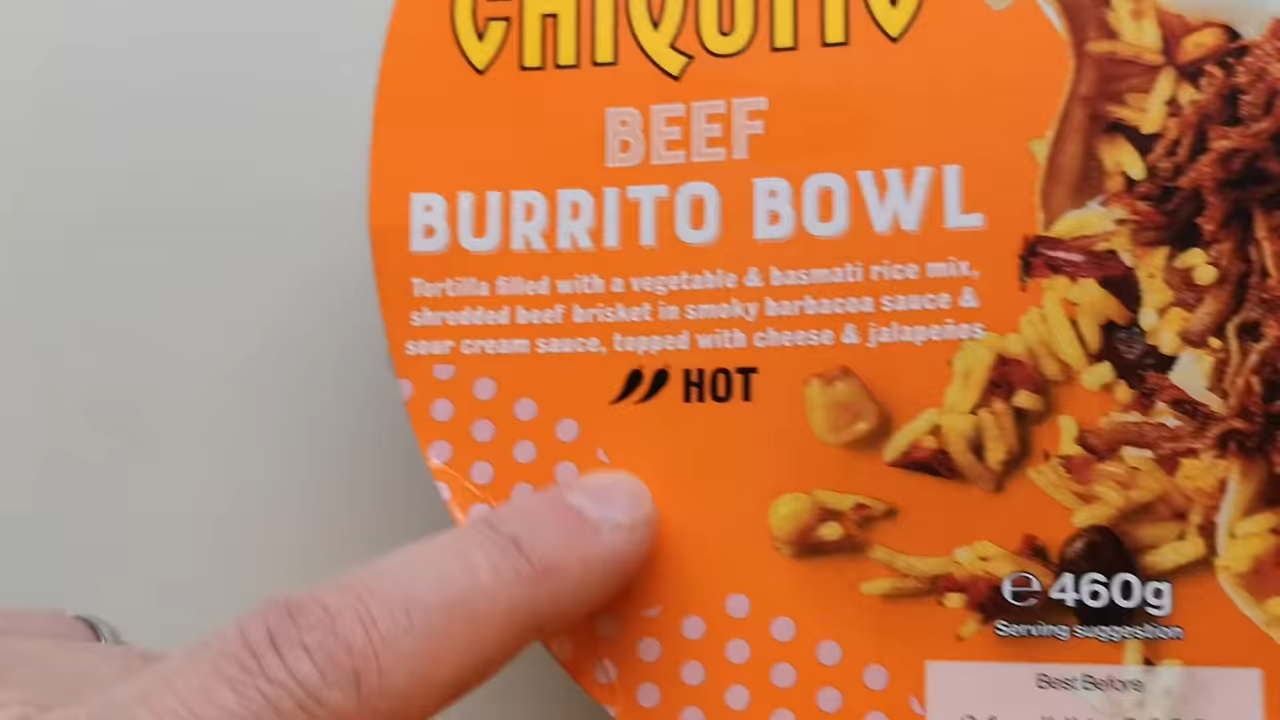 CHIQUITO
BEEF
BURRITO BOWL
Tortilla filled with a vegetable & basmati rice mix,
shredded beef brisket in smoky barbacoa sauce &
sour cream sauce, topped with cheese & jalapeños
HOT
e 460g
Serving suggestion
Best Before